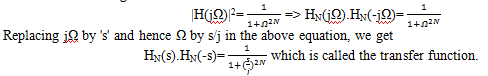 |H(jΩ)|²= 1/(1+Ω^{2N}) => H_N(jΩ).H_N(-jΩ)= 1/(1+Ω^{2N})
Replacing jΩ by 's' and hence Ω by s/j in the above equation, we get
H_N(s).H_N(-s)= 1/(1+(s/j)^{2N}) which is called the transfer function.